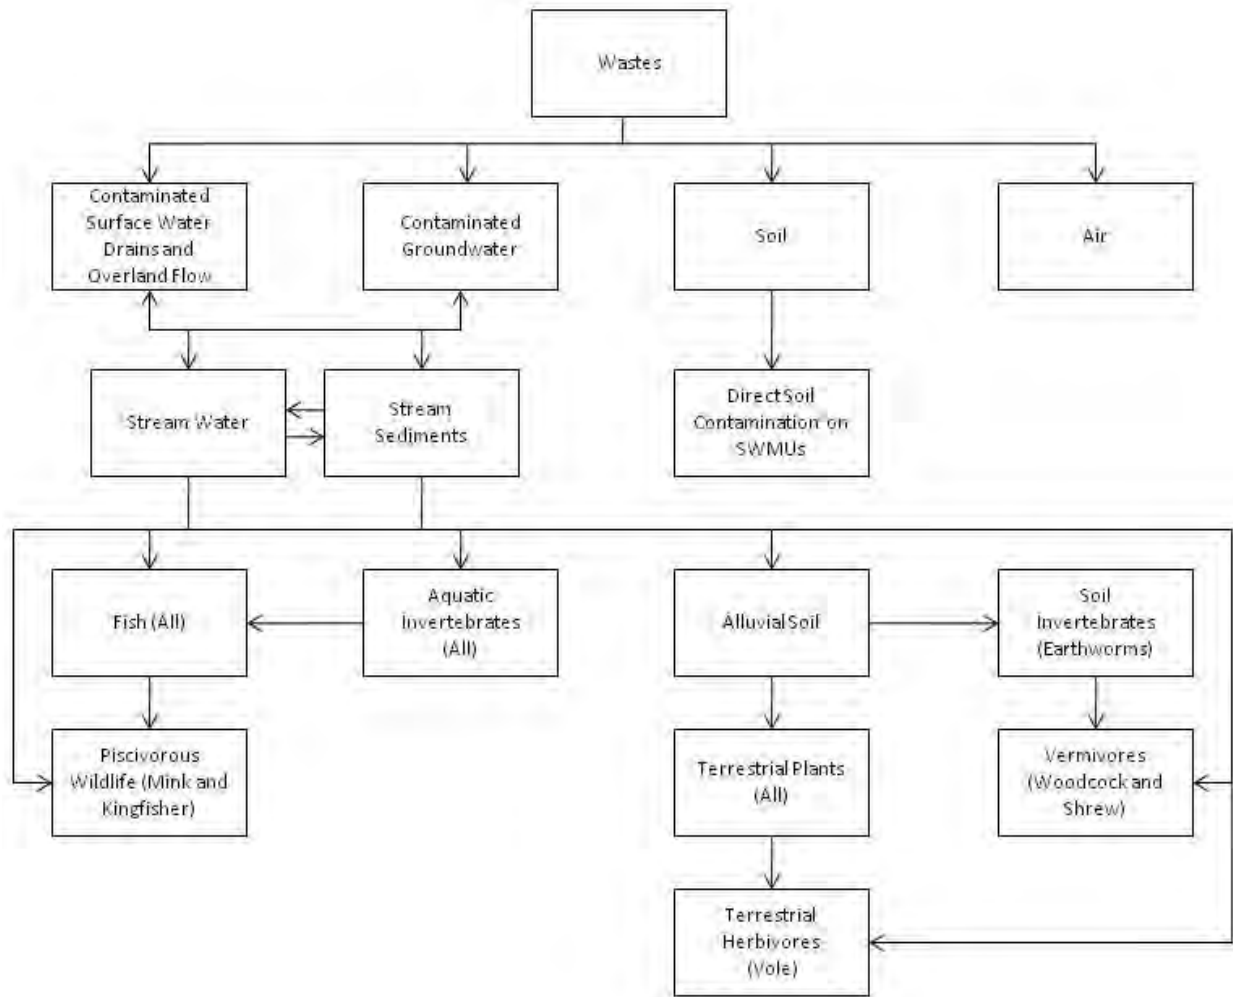 Wastes
Contaminated
Surface Water
Drains and
Overland Flow
Contaminated
Groundwater
Soil
Air
Stream Water
Stream
Sediments
Direct Soil
Contamination on
SWMUs
Fish (All)
Aquatic
Invertebrates
(All)
Alluvial Soil
Soil
Invertebrates
(Earthworms)
Piscivorous
Wildlife (Mink and
Kingfisher)
Terrestrial Plants
(All)
Vermivores
(Woodcock and
Shrew)
Terrestrial
Herbivores
(Vole)